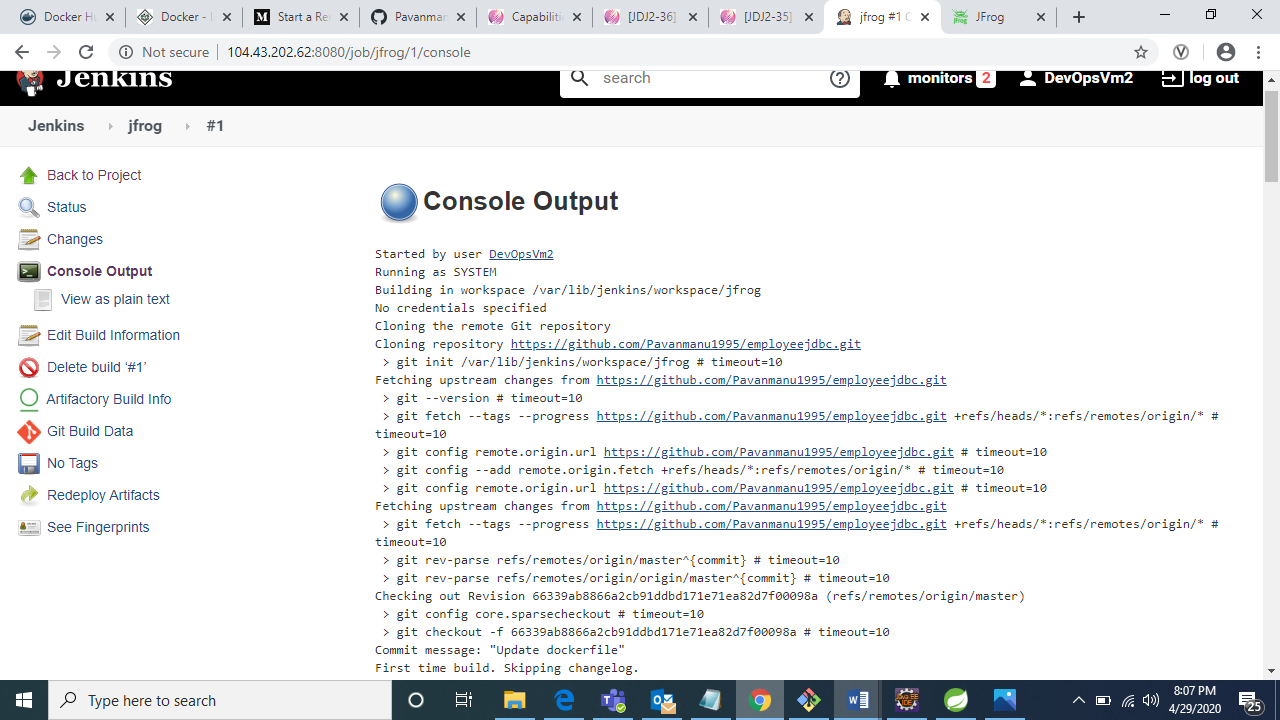 Docker Hu
Docker - I
Start a Re
Pavanman
Capabiliti
[JDJ2-36]
[JDJ2-35]
jfrog #1 C
JFrog
Not secure
104.43.202.62:8080/job/jfrog/1/console
Jenkins
search
monitors 2
DevOpsVm2
log out
Jenkins
jfrog
#1
Back to Project
Status
Changes
Console Output
View as plain text
Edit Build Information
Delete build ‘#1’
Artifactory Build Info
Git Build Data
No Tags
Redeploy Artifacts
See Fingerprints
Console Output
Started by user DevOpsVm2
Running as SYSTEM
Building in workspace /var/lib/jenkins/workspace/jfrog
No credentials specified
Cloning the remote Git repository
Cloning repository https://github.com/Pavanmanu1995/employeejdbc.git
> git init /var/lib/jenkins/workspace/jfrog # timeout=10
Fetching upstream changes from https://github.com/Pavanmanu1995/employeejdbc.git
> git --version # timeout=10
> git fetch --tags --progress https://github.com/Pavanmanu1995/employeejdbc.git +refs/heads/*:refs/remotes/origin/* #
timeout=10
> git config remote.origin.url https://github.com/Pavanmanu1995/employeejdbc.git # timeout=10
> git config --add remote.origin.fetch +refs/heads/*:refs/remotes/origin/* # timeout=10
> git config remote.origin.url https://github.com/Pavanmanu1995/employeejdbc.git # timeout=10
Fetching upstream changes from https://github.com/Pavanmanu1995/employeejdbc.git
> git fetch --tags --progress https://github.com/Pavanmanu1995/employeejdbc.git +refs/heads/*:refs/remotes/origin/* #
timeout=10
> git rev-parse refs/remotes/origin/master^{commit} # timeout=10
> git rev-parse refs/remotes/origin/origin/master^{commit} # timeout=10
Checking out Revision 66339ab8866a2cb91ddbd171e71ea82d7f00098a (refs/remotes/origin/master)
> git config core.sparsecheckout # timeout=10
> git checkout -f 66339ab8866a2cb91ddbd171e71ea82d7f00098a # timeout=10
Commit message: "Update dockerfile"
First time build. Skipping changelog.
Type here to search
8:07 PM
4/29/2020
25